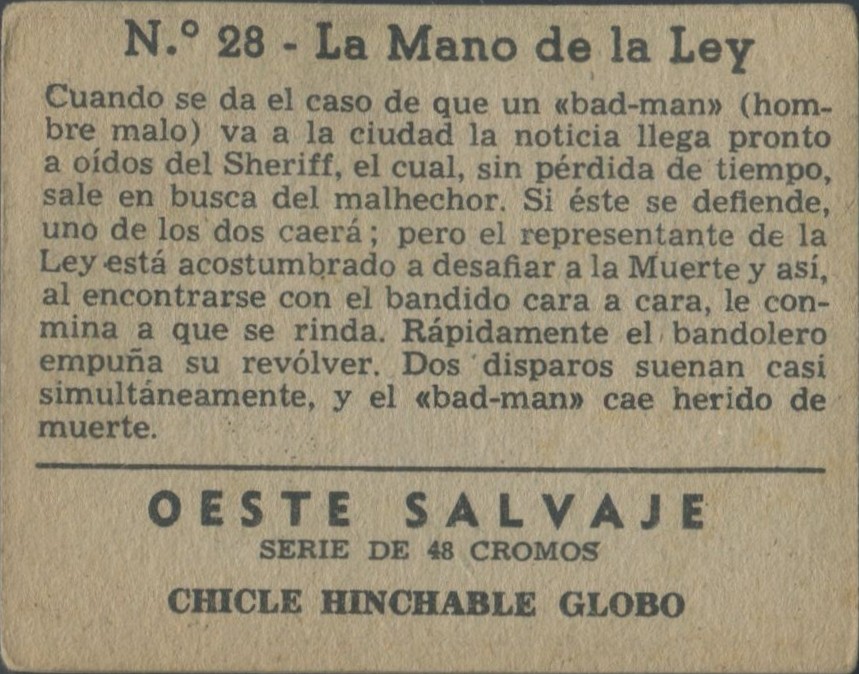 N.º 28 - La Mano de la Ley
Cuando se da el caso de que un «bad-man» (hom-
bre malo) va a la ciudad la noticia llega pronto
a oídos del Sheriff, el cual, sin pérdida de tiempo,
sale en busca del malhechor. Si éste se defiende,
uno de los dos caerá; pero el representante de la
Ley está acostumbrado a desafiar a la Muerte y así,
al encontrarse con el bandido cara a cara, le con-
mina a que se rinda. Rápidamente el bandolero
empuña su revólver. Dos disparos suenan casi
simultáneamente, y el «bad-man» cae herido de
muerte.
OESTE SALVAJE
SERIE DE 48 CROMOS
CHICLE HINCHABLE GLOBO